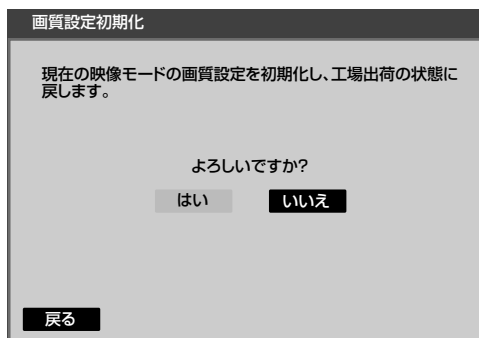 画質設定初期化
現在の映像モードの画質設定を初期化し、工場出荷の状態に
戻します。
よろしいですか?
はい いいえ
戻る